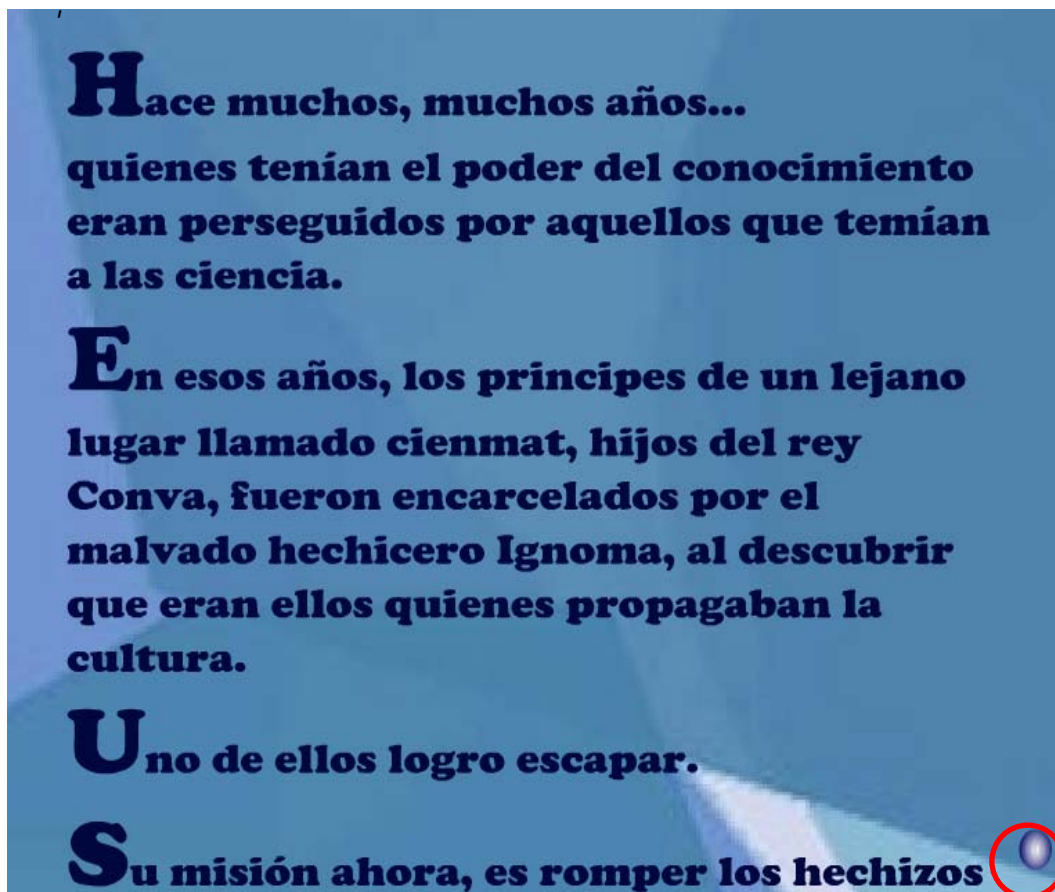 Hace muchos, muchos años...
quienes tenían el poder del conocimiento
eran perseguidos por aquellos que temían
a las ciencia.
En esos años, los principes de un lejano
lugar llamado cienmat, hijos del rey
Conva, fueron encarcelados por el
malvado hechicero Ignoma, al descubrir
que eran ellos quienes propagaban la
cultura.
Uno de ellos logro escapar.
Su misión ahora, es romper los hechizos